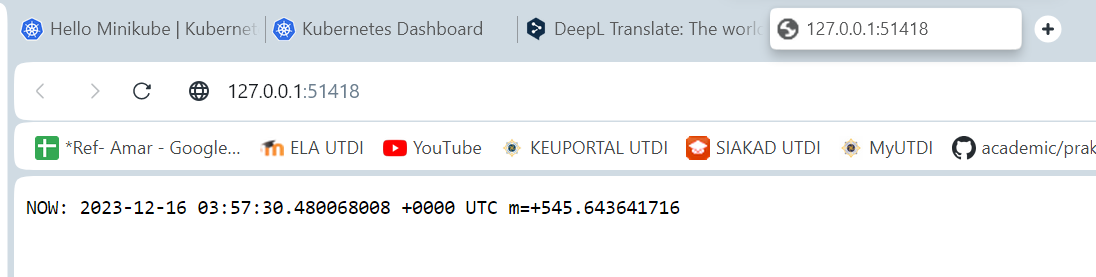 Hello Minikube | Kubernet
Kubernetes Dashboard
DeepL Translate: The world
127.0.0.1:51418
127.0.0.1:51418
*Ref- Amar - Google...
ELA UTDI
YouTube
KEUPORTAL UTDI
SIAKAD UTDI
MyUTDI
academic/prak
NOW: 2023-12-16 03:57:30.480068008 +0000 UTC m=+545.643641716